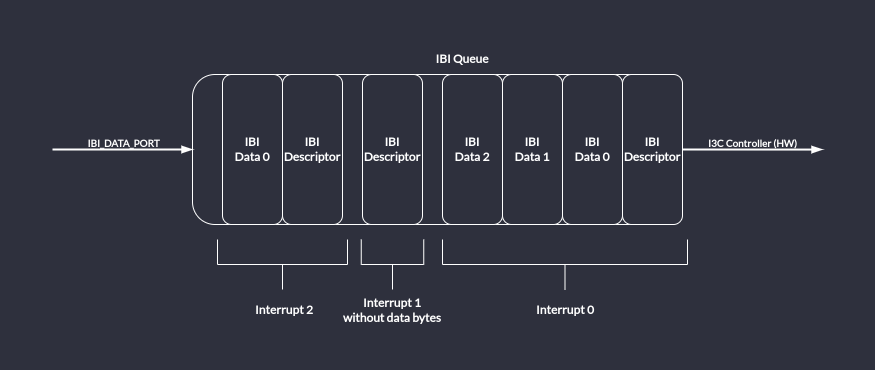 IBI Queue
IBI_DATA_PORT
IBI
Data 0
IBI
Descriptor
IBI
Descriptor
IBI
Data 2
IBI
Data 1
IBI
Data 0
IBI
Descriptor
I3C Controller (HW)
Interrupt 2
Interrupt 1
without data bytes
Interrupt 0